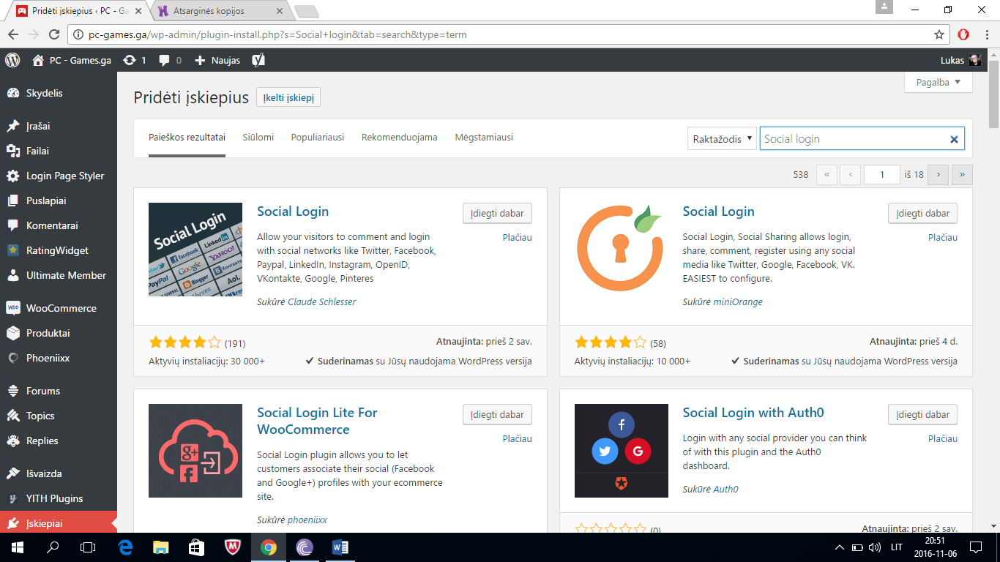 Pridėti įskiepius ‹ PC - Ga
Atsarginės kopijos
pc-games.ga/wp-admin/plugin-install.php?s=Social+login&tab=search&type=term
PC - Games.ga
1
0
Naujas
Lukas
Skydelis
Įrašai
Failai
Login Page Styler
Puslapiai
Komentarai
RatingWidget
Ultimate Member
WooCommerce
Produktai
Phoeniixx
Forums
Topics
Replies
Išvaizda
YITH Plugins
Įskiepiai
Pagalba
Pridėti įskiepius
Įkelti įskiepį
Paieškos rezultatai
Siūlomi
Populiariausi
Rekomenduojama
Mėgstamiausi
Raktažodis
Social login
538
«
‹
1
iš 18
›
»
Social Login
LinkedIn
facebook
YAHOO!
Google
PayPal
Blogger
Контакте
Aol.
Social Login
Įdiegti dabar
Plačiau
Allow your visitors to comment and login
with social networks like Twitter, Facebook,
Paypal, LinkedIn, Instagram, OpenID,
VKontakte, Google, Pinteres
Sukūrė Claude Schlesser
(191)
Atnaujinta: prieš 2 sav.
Aktyvių instaliacijų: 30 000+
Suderinamas su Jūsų naudojama WordPress versija
Social Login
Įdiegti dabar
Plačiau
Social Login, Social Sharing allows login,
share, comment, register using any social
media like Twitter, Google, Facebook, VK.
EASIEST to configure.
Sukūrė miniOrange
(58)
Atnaujinta: prieš 4 d.
Aktyvių instaliacijų: 10 000+
Suderinamas su Jūsų naudojama WordPress versija
Social Login Lite For
WooCommerce
Įdiegti dabar
Plačiau
Social Login plugin allows you to let
customers associate their social (Facebook
and Google+) profiles with your ecommerce
site.
Sukūrė phoeniixx
Social Login with Auth0
Įdiegti dabar
Plačiau
Login with any social provider you can think
of with this plugin and the Auth0
dashboard.
Sukūrė Auth0
(0)
Atnaujinta: prieš 2 sav.
LIT
20:51
2016-11-06